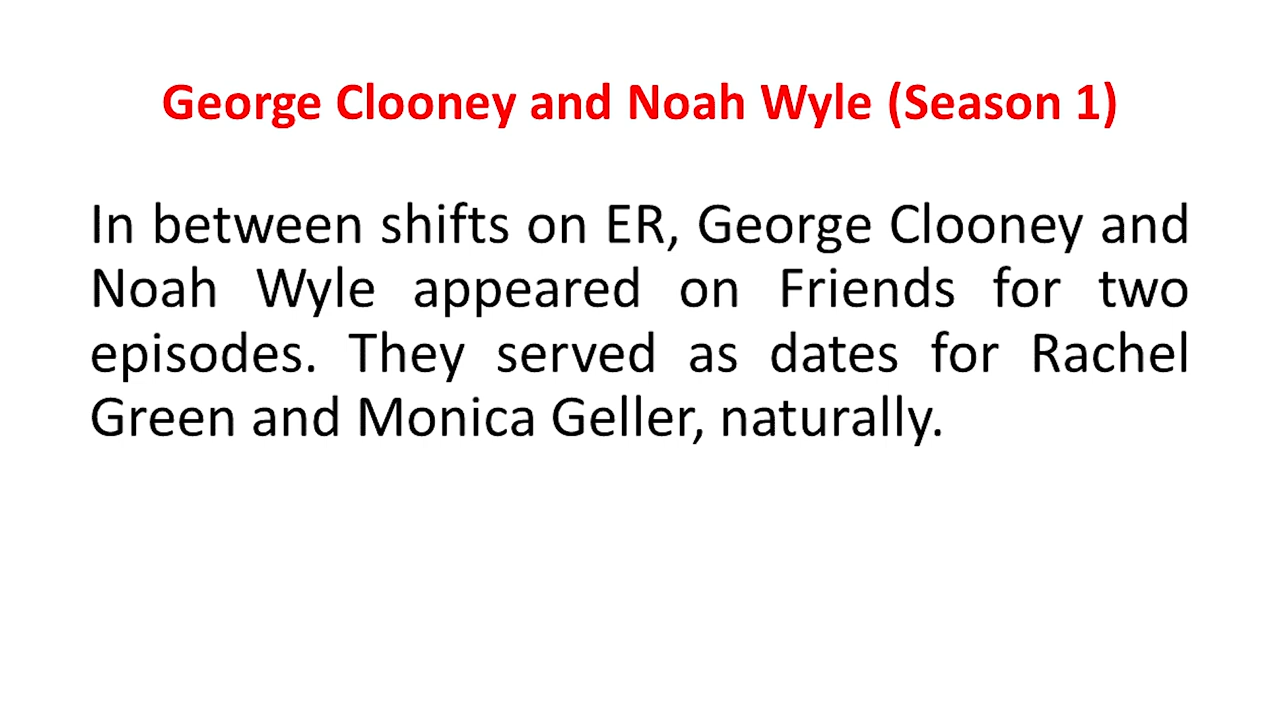 George Clooney and Noah Wyle (Season 1)
In between shifts on ER, George Clooney and
Noah Wyle appeared on Friends for two
episodes. They served as dates for Rachel
Green and Monica Geller, naturally.